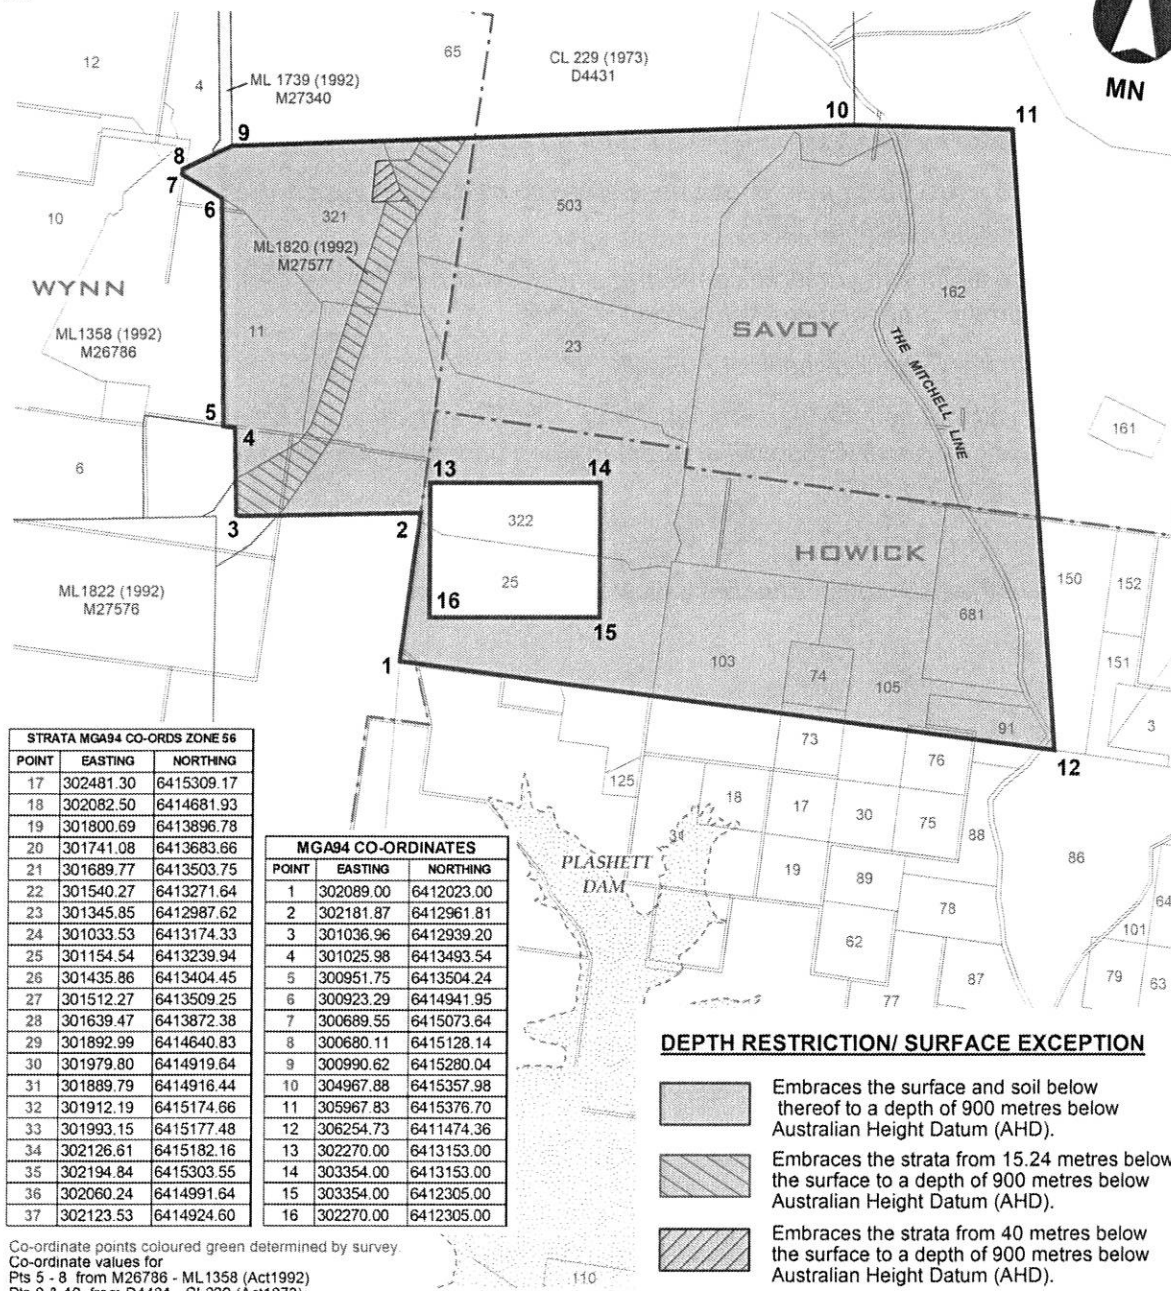 MN
12
4
65
ML 1739 (1992)
M27340
CL 229 (1973)
D4431
9
10
11
8
7
6
10
321
503
ML1820 (1992)
M27577
162
WYNN
SAVOY
ML1358 (1992)
M26786
11
23
THE MITCHELL LINE
5
4
161
6
13
14
3
2
322
HOWICK
150
152
ML1822 (1992)
M27576
16
25
15
681
151
1
103
74
105
91
3
73
76
12
125
18
17
30
75
88
31
86
PLASHETT
DAM
19
89
78
64
101
62
87
79
63
77
110
STRATA MGA94 CO-ORDS ZONE 56
POINT EASTING NORTHING
17 302481.30 6415309.17
18 302082.50 6414681.93
19 301800.69 6413896.78
20 301741.08 6413683.66
21 301689.77 6413503.75
22 301540.27 6413271.64
23 301345.85 6412987.62
24 301033.53 6413174.33
25 301154.54 6413239.94
26 301435.86 6413404.45
27 301512.27 6413509.25
28 301639.47 6413872.38
29 301892.99 6414640.83
30 301979.80 6414919.64
31 301889.79 6414916.44
32 301912.19 6415174.66
33 301993.15 6415177.48
34 302126.61 6415182.16
35 302194.84 6415303.55
36 302060.24 6414991.64
37 302123.53 6414924.60
MGA94 CO-ORDINATES
POINT EASTING NORTHING
1 302089.00 6412023.00
2 302181.87 6412961.81
3 301036.96 6412939.20
4 301025.98 6413493.54
5 300951.75 6413504.24
6 300923.29 6414941.95
7 300689.55 6415073.64
8 300680.11 6415128.14
9 300990.62 6415280.04
10 304967.88 6415357.98
11 305967.83 6415376.70
12 306254.73 6411474.36
13 302270.00 6413153.00
14 303354.00 6413153.00
15 303354.00 6412305.00
16 302270.00 6412305.00
Co-ordinate points coloured green determined by survey.
Co-ordinate values for
Pts 5 - 8 from M26786 - ML1358 (Act1992)
Pts 9 & 10 from D4431 - CL229 (Act1973)
DEPTH RESTRICTION/ SURFACE EXCEPTION
Embraces the surface and soil below
thereof to a depth of 900 metres below
Australian Height Datum (AHD).
Embraces the strata from 15.24 metres below
the surface to a depth of 900 metres below
Australian Height Datum (AHD).
Embraces the strata from 40 metres below
the surface to a depth of 900 metres below
Australian Height Datum (AHD).